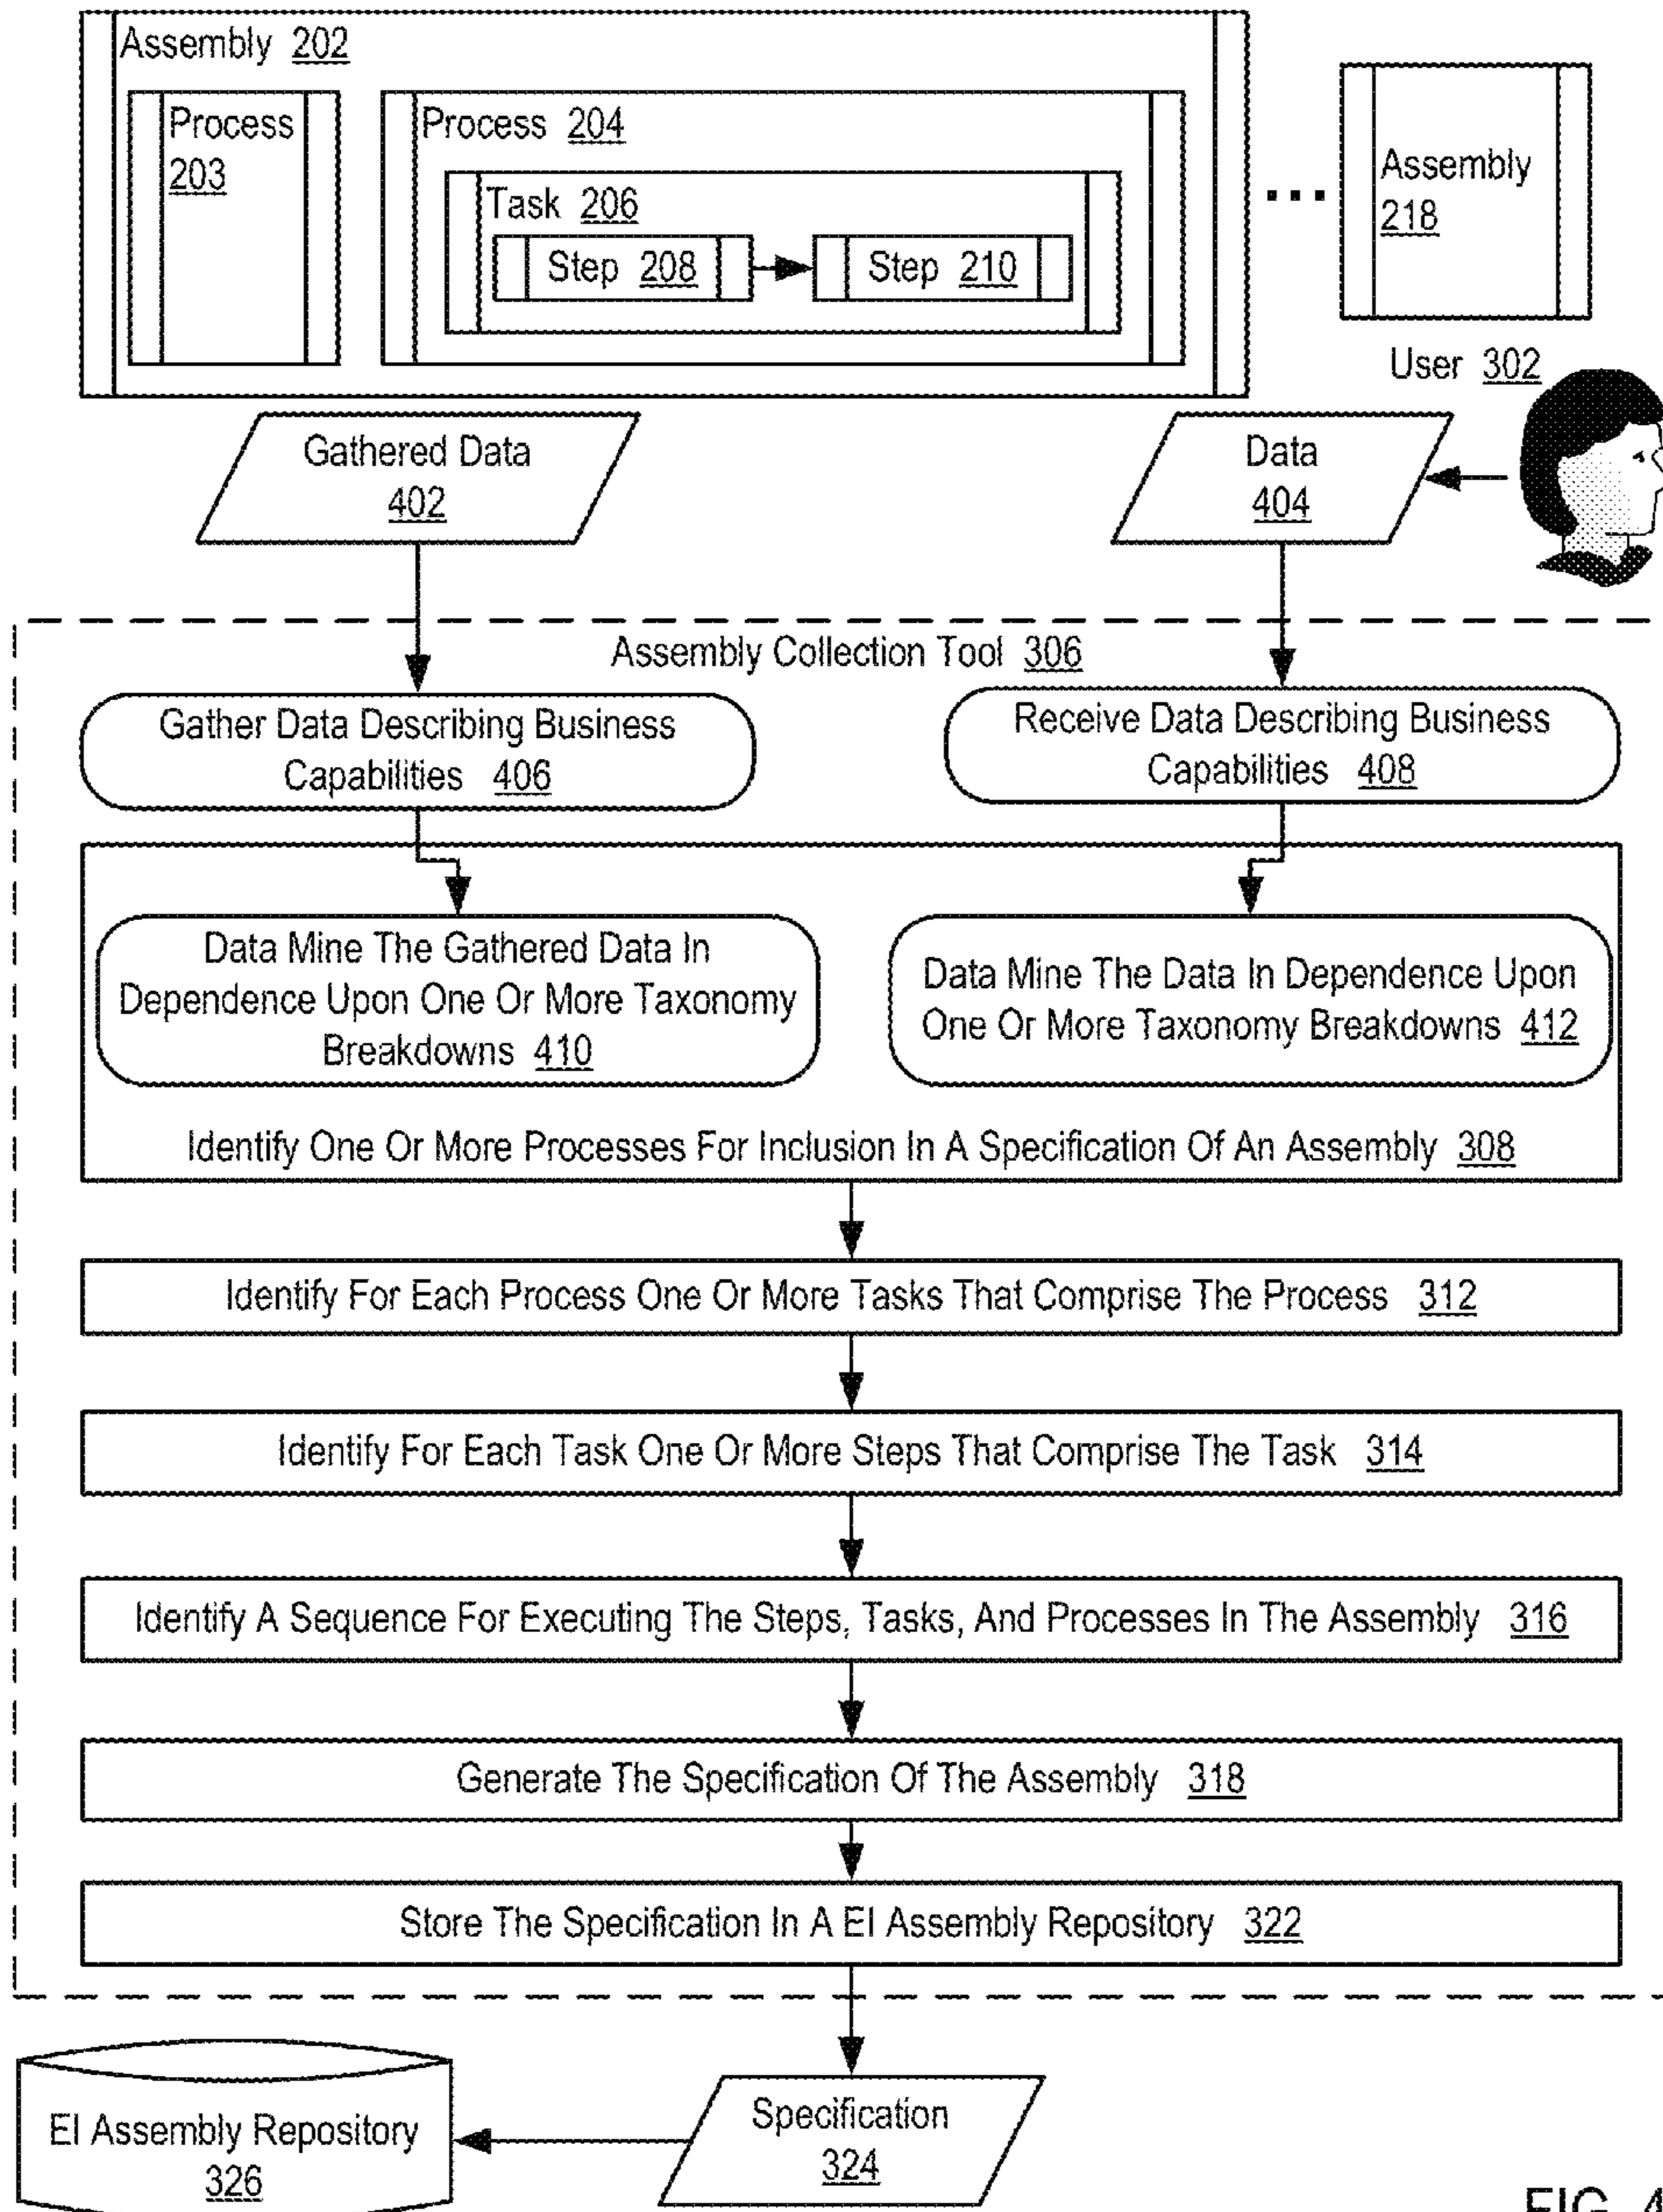 Assembly 202
Process
203
Process 204
Task 206
Step 208
Step 210
...
Assembly
218
User 302
Gathered Data
402
Data
404
Assembly Collection Tool 306
Gather Data Describing Business
Capabilities 406
Receive Data Describing Business
Capabilities 408
Data Mine The Gathered Data In
Dependence Upon One Or More Taxonomy
Breakdowns 410
Data Mine The Data In Dependence Upon
One Or More Taxonomy Breakdowns 412
Identify One Or More Processes For Inclusion In A Specification Of An Assembly 308
Identify For Each Process One Or More Tasks That Comprise The Process 312
Identify For Each Task One Or More Steps That Comprise The Task 314
Identify A Sequence For Executing The Steps, Tasks, And Processes In The Assembly 316
Generate The Specification Of The Assembly 318
Store The Specification In A EI Assembly Repository 322
EI Assembly Repository
326
Specification
324
FIG. 4